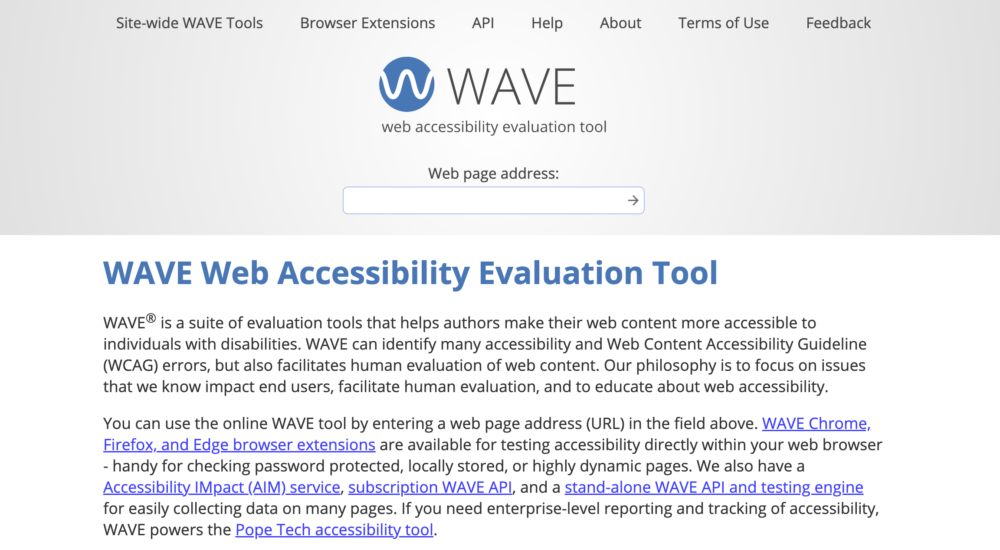 Site-wide WAVE Tools Browser Extensions API Help About Terms of Use Feedback
WAVE
web accessibility evaluation tool
Web page address:
WAVE Web Accessibility Evaluation Tool
WAVE® is a suite of evaluation tools that helps authors make their web content more accessible to
individuals with disabilities. WAVE can identify many accessibility and Web Content Accessibility Guideline
(WCAG) errors, but also facilitates human evaluation of web content. Our philosophy is to focus on issues
that we know impact end users, facilitate human evaluation, and to educate about web accessibility.
You can use the online WAVE tool by entering a web page address (URL) in the field above. WAVE Chrome,
Firefox, and Edge browser extensions are available for testing accessibility directly within your web browser
- handy for checking password protected, locally stored, or highly dynamic pages. We also have a
Accessibility IMpact (AIM) service, subscription WAVE API, and a stand-alone WAVE API and testing engine
for easily collecting data on many pages. If you need enterprise-level reporting and tracking of accessibility,
WAVE powers the Pope Tech accessibility tool.